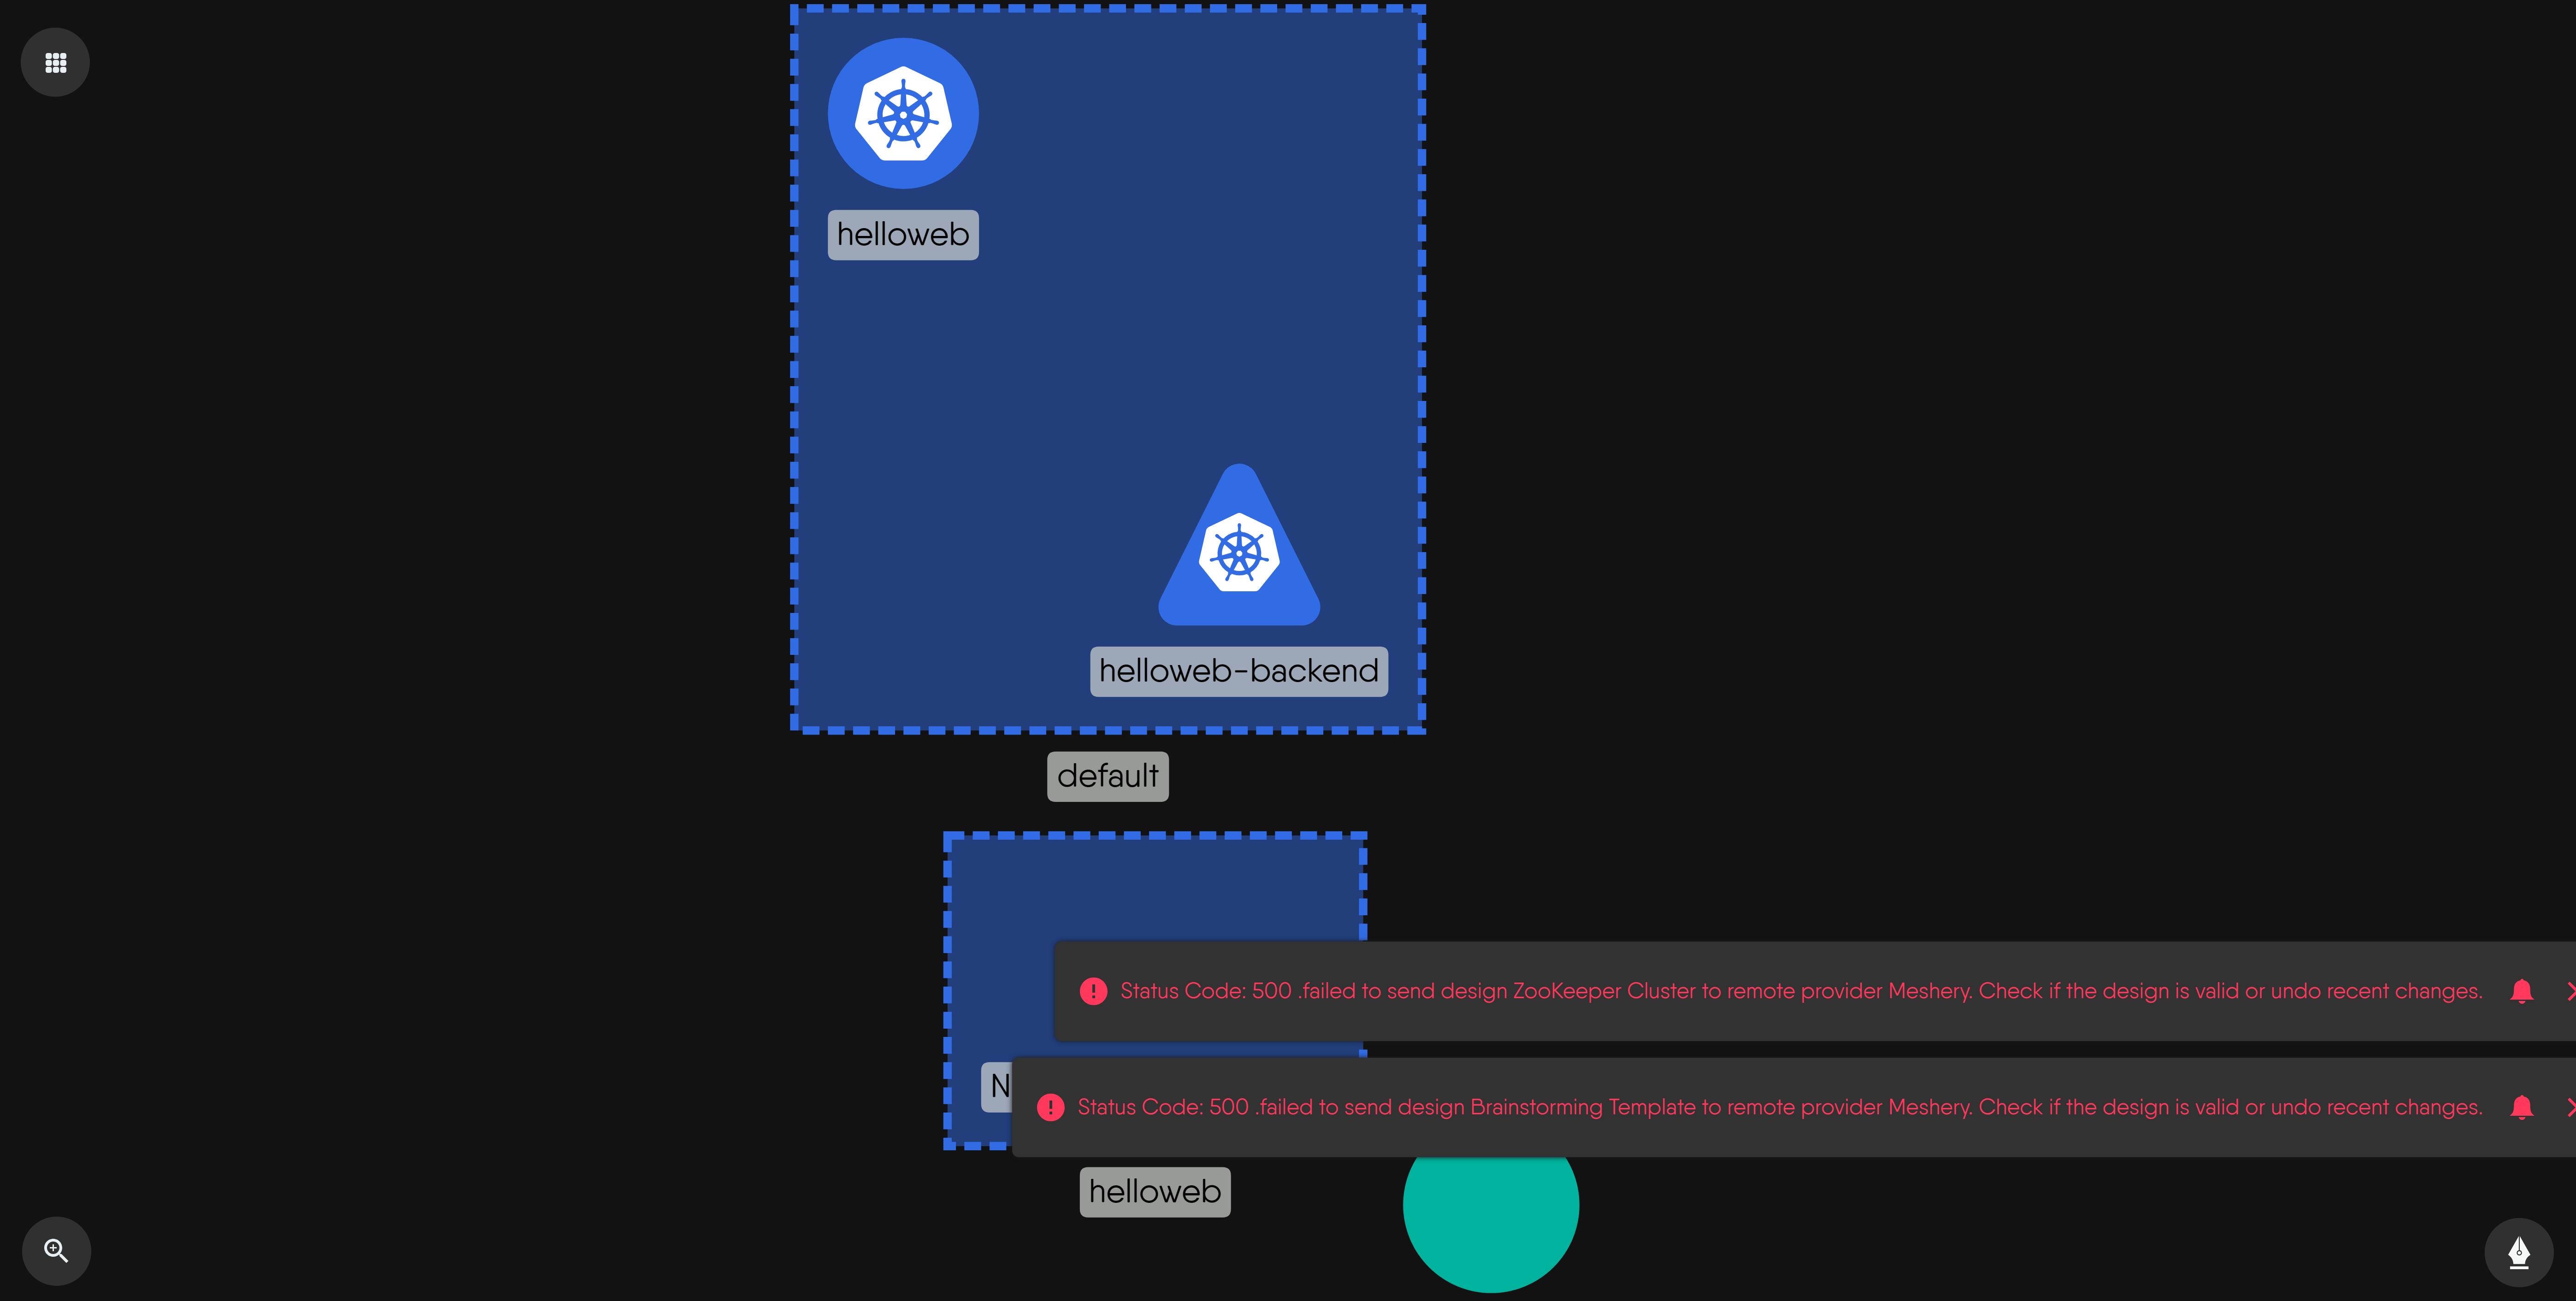 helloweb
helloweb-backend
default
Status Code: 500 .failed to send design ZooKeeper Cluster to remote provider Meshery. Check if the design is valid or undo recent changes.
N
Status Code: 500 .failed to send design Brainstorming Template to remote provider Meshery. Check if the design is valid or undo recent changes.
helloweb